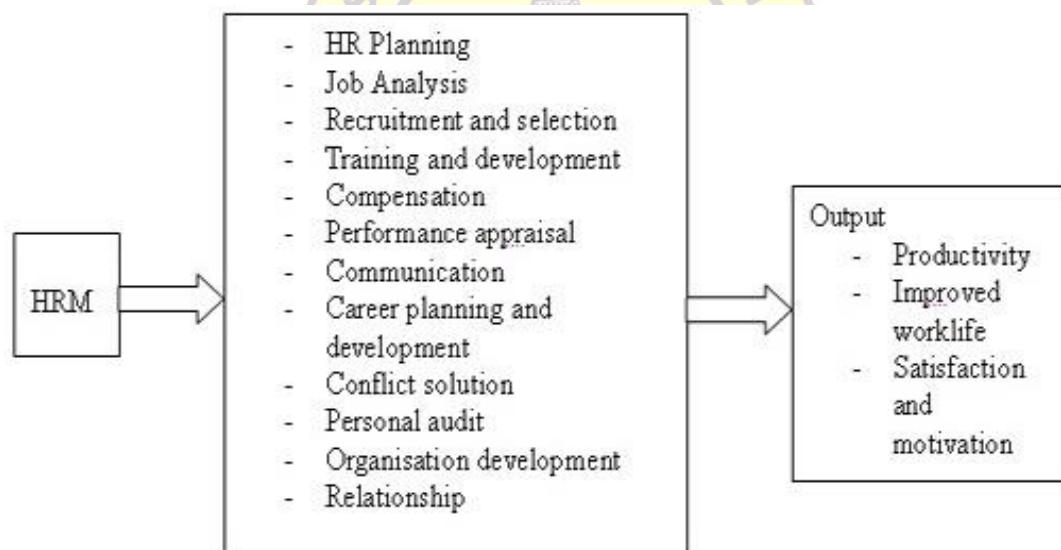 HRM
- HR Planning
- Job Analysis
- Recruitment and selection
- Training and development
- Compensation
- Performance appraisal
- Communication
- Career planning and
development
- Conflict solution
- Personal audit
- Organisation development
- Relationship
Output
- Productivity
- Improved
worklife
- Satisfaction
and
motivation